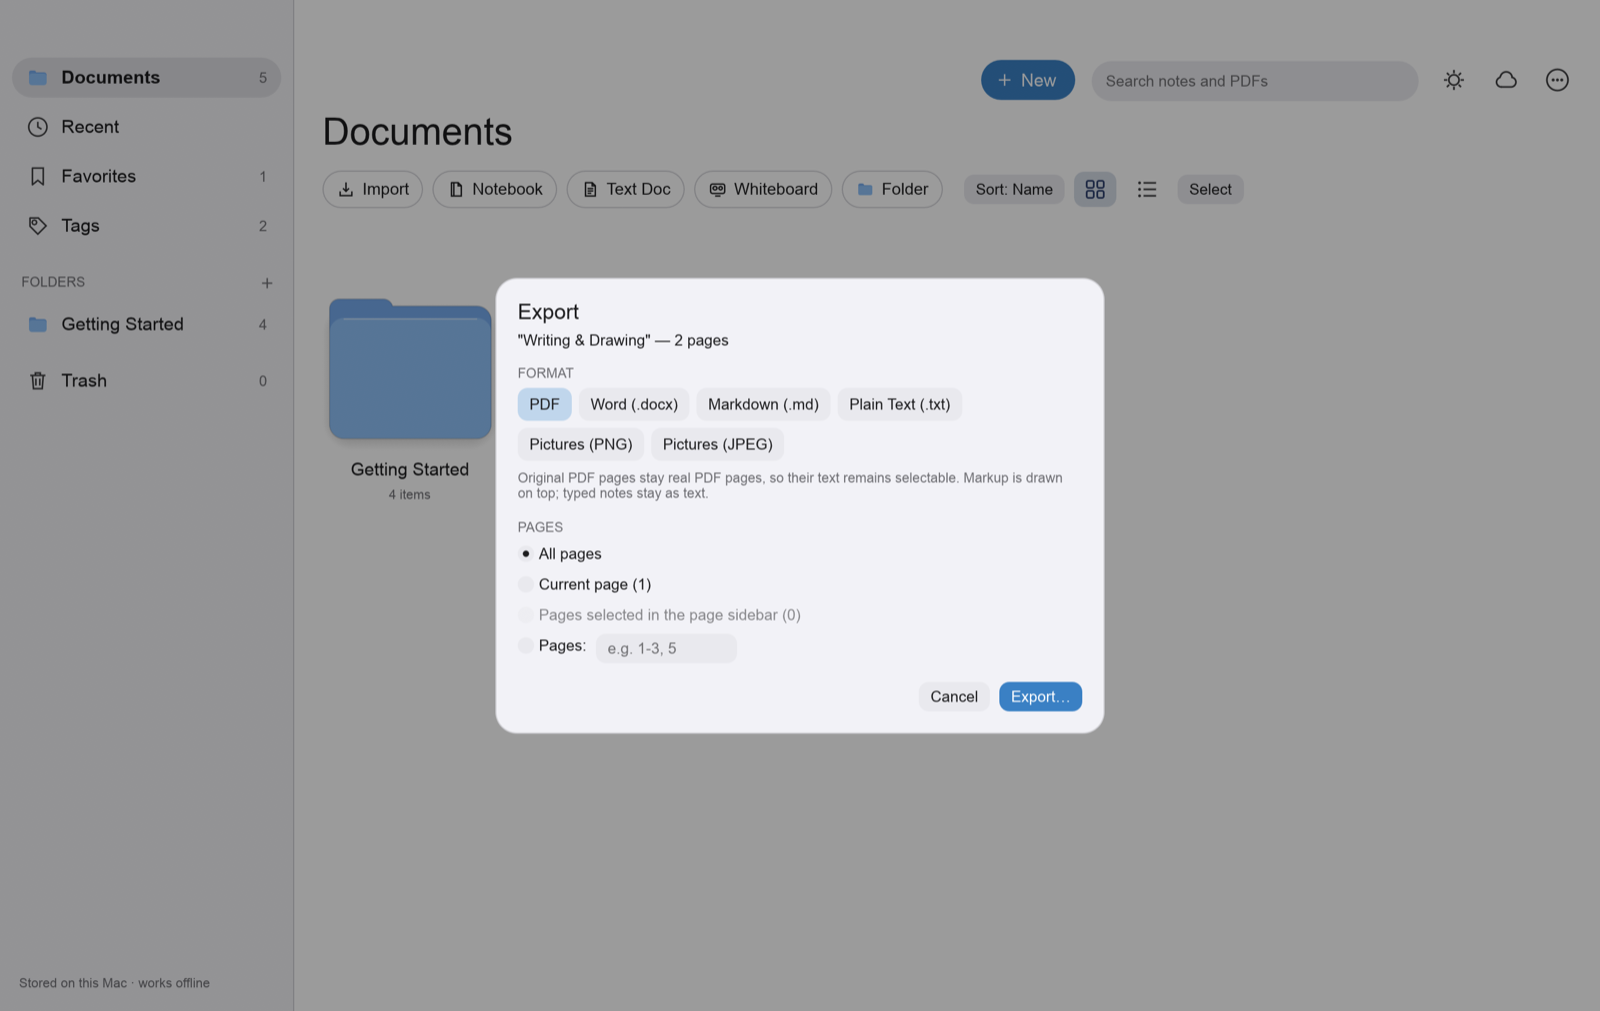 Documents 5
Recent
Favorites 1
Tags 2
FOLDERS +
Getting Started 4
Trash 0
Stored on this Mac · works offline
+ New
Search notes and PDFs
Documents
Import
Notebook
Text Doc
Whiteboard
Folder
Sort: Name
Select
Getting Started
4 items
Export
"Writing & Drawing" — 2 pages
FORMAT
PDF
Word (.docx)
Markdown (.md)
Plain Text (.txt)
Pictures (PNG)
Pictures (JPEG)
Original PDF pages stay real PDF pages, so their text remains selectable. Markup is drawn
on top; typed notes stay as text.
PAGES
All pages
Current page (1)
Pages selected in the page sidebar (0)
Pages: e.g. 1-3, 5
Cancel
Export…